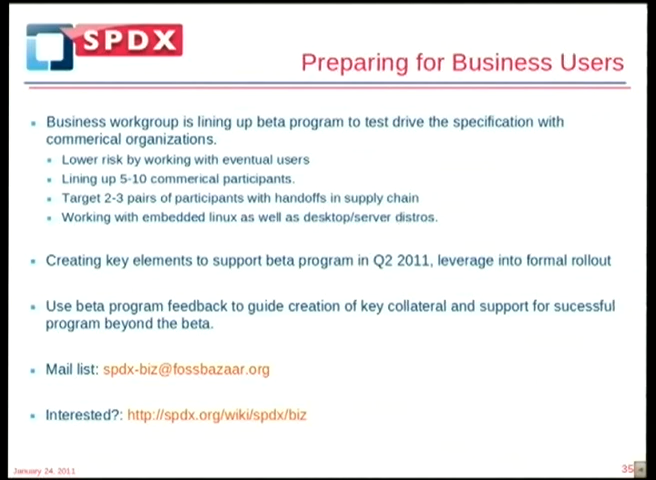 SPDX
Preparing for Business Users
Business workgroup is lining up beta program to test drive the specification with
commerical organizations.
Lower risk by working with eventual users
Lining up 5-10 commerical participants.
Target 2-3 pairs of participants with handoffs in supply chain
Working with embedded linux as well as desktop/server distros.
Creating key elements to support beta program in Q2 2011, leverage into formal rollout
Use beta program feedback to guide creation of key collateral and support for sucessful
program beyond the beta.
Mail list: spdx-biz@fossbazaar.org
Interested?: http://spdx.org/wiki/spdx/biz
January 24, 2011
35